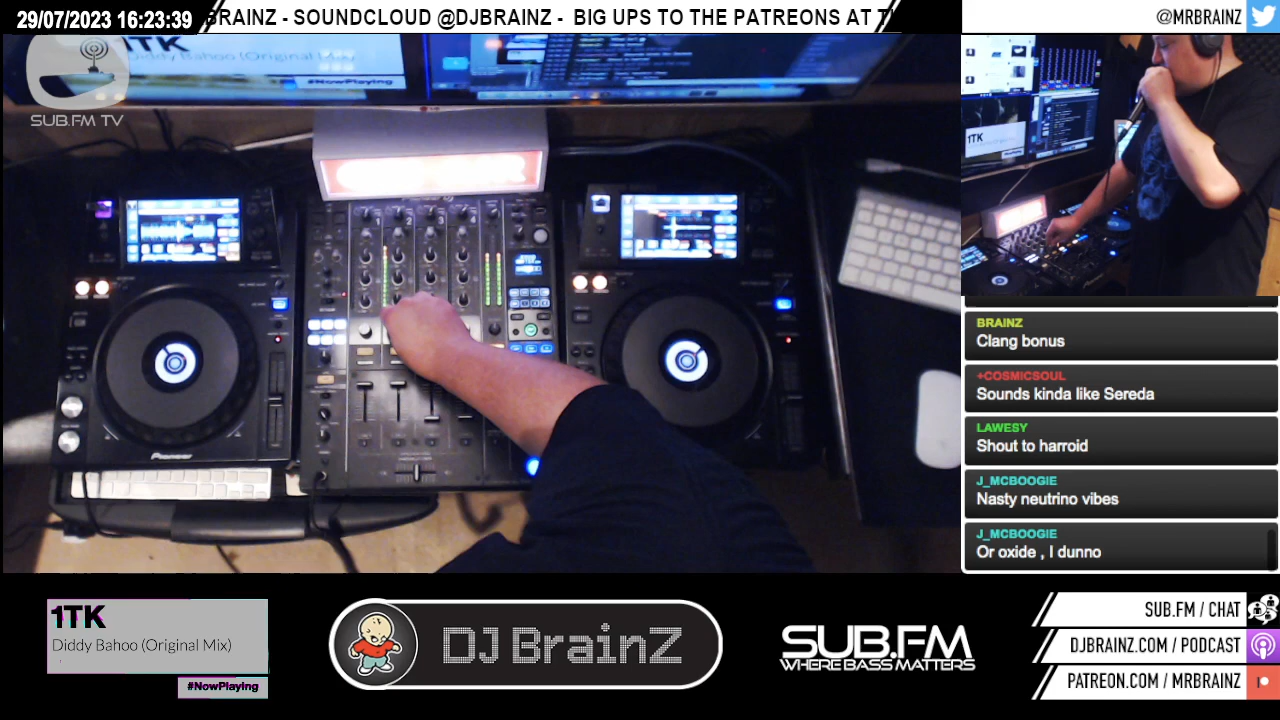 29/07/2023 16:23:39
BRAINZ - SOUNDCLOUD @DJBRAINZ - BIG UPS TO THE PATREONS AT
@MRBRAINZ
1TK
Diddy Bahoo (Original Mix)
#NowPlaying
SUB.FM TV
1TK
Pioneer
BRAINZ
Clang bonus
+COSMICSOUL
Sounds kinda like Sereda
LAWESY
Shout to harroid
J_MCBOOGIE
Nasty neutrino vibes
J_MCBOOGIE
Or oxide , I dunno
1TK
Diddy Bahoo (Original Mix)
#NowPlaying
DJ BrainZ
SUB.FM
WHERE BASS MATTERS
SUB.FM / CHAT
DJBRAINZ.COM / PODCAST
PATREON.COM / MRBRAINZ